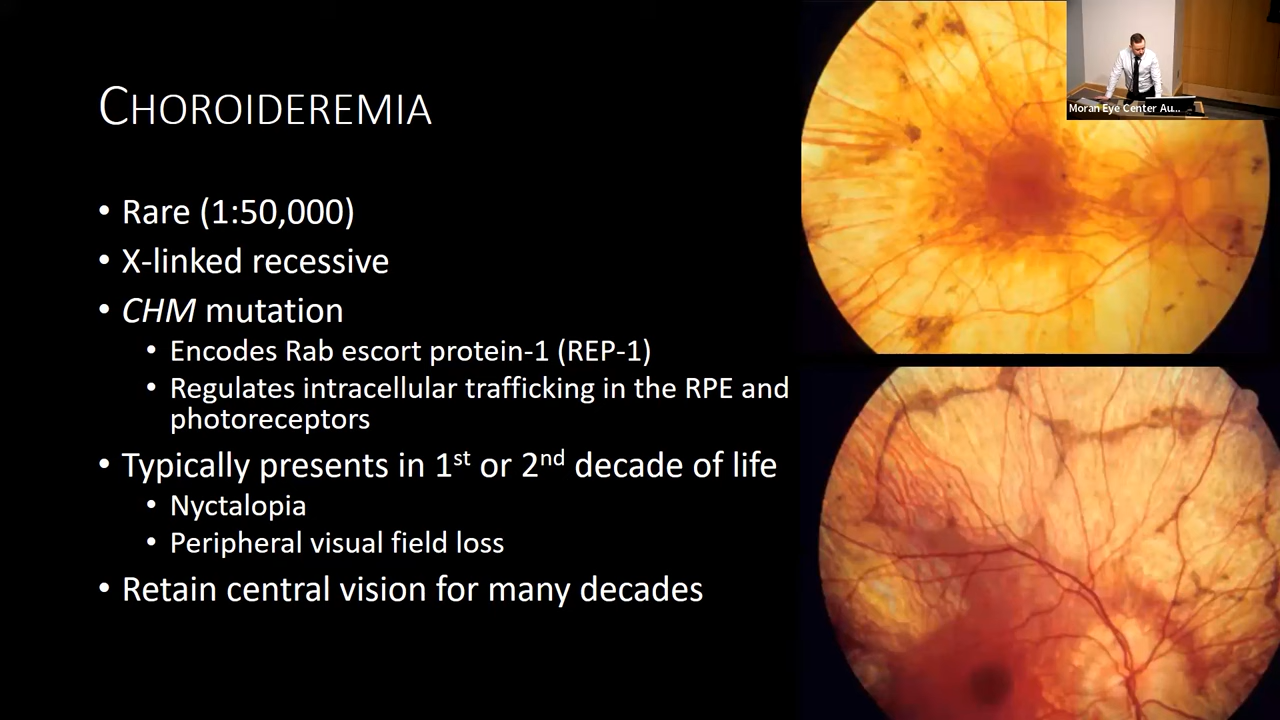 CHOROIDEREMIA
• Rare (1:50,000)
• X-linked recessive
• CHM mutation
• Encodes Rab escort protein-1 (REP-1)
• Regulates intracellular trafficking in the RPE and
photoreceptors
• Typically presents in 1st or 2nd decade of life
• Nyctalopia
• Peripheral visual field loss
• Retain central vision for many decades
Moran Eye Center Au...